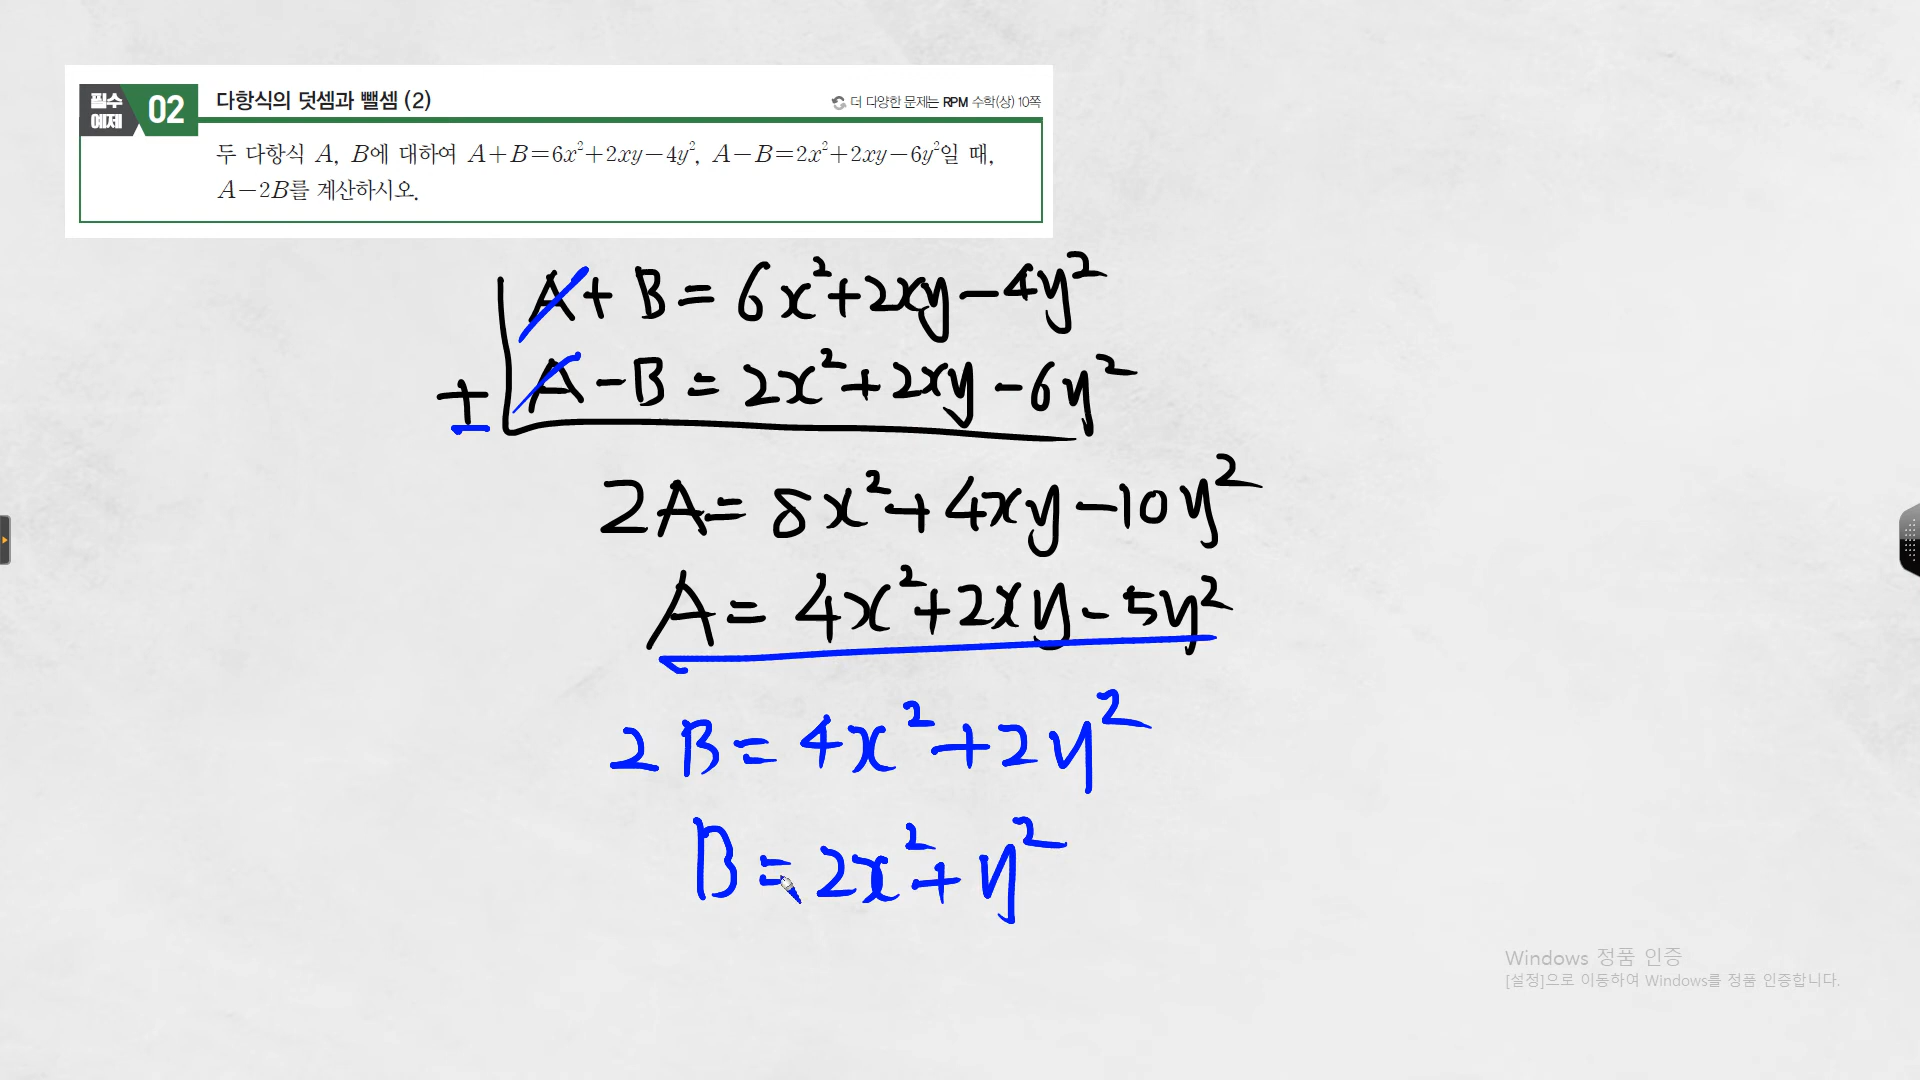 필수 예제 02 다항식의 덧셈과 뺄셈 (2) 더 다양한 문제는 RPM 수학(상) 10쪽
두 다항식 A, B에 대하여 A+B=6x²+2xy−4y², A−B=2x²+2xy−6y²일 때,
A−2B를 계산하시오.
A+B=6x²+2xy−4y²
+ A−B=2x²+2xy−6y²
2A=8x²+4xy−10y²
A=4x²+2xy−5y²
2B=4x²+2y²
B=2x²+y²
Windows 정품 인증
[설정]으로 이동하여 Windows를 정품 인증합니다.